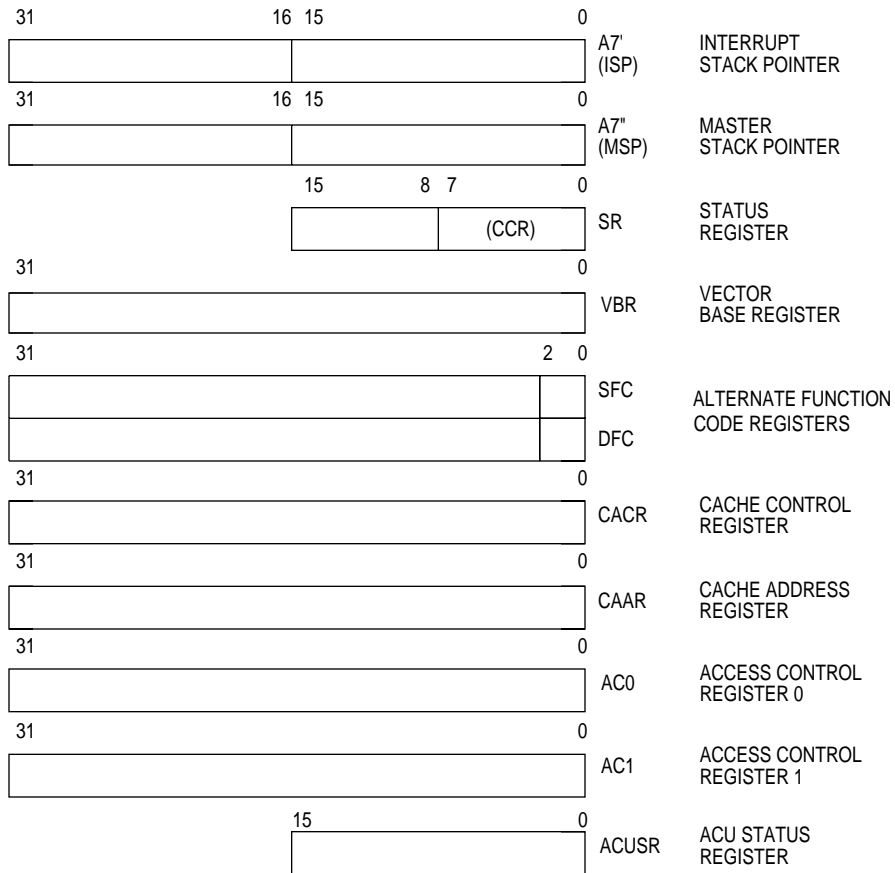 31 16 15 0
A7' INTERRUPT
(ISP) STACK POINTER
31 16 15 0
A7" MASTER
(MSP) STACK POINTER
15 8 7 0
(CCR) SR STATUS
REGISTER
31 0
VBR VECTOR
BASE REGISTER
31 2 0
SFC ALTERNATE FUNCTION
DFC CODE REGISTERS
31 0
CACR CACHE CONTROL
REGISTER
31 0
CAAR CACHE ADDRESS
REGISTER
31 0
AC0 ACCESS CONTROL
REGISTER 0
31 0
AC1 ACCESS CONTROL
REGISTER 1
15 0
ACUSR ACU STATUS
REGISTER